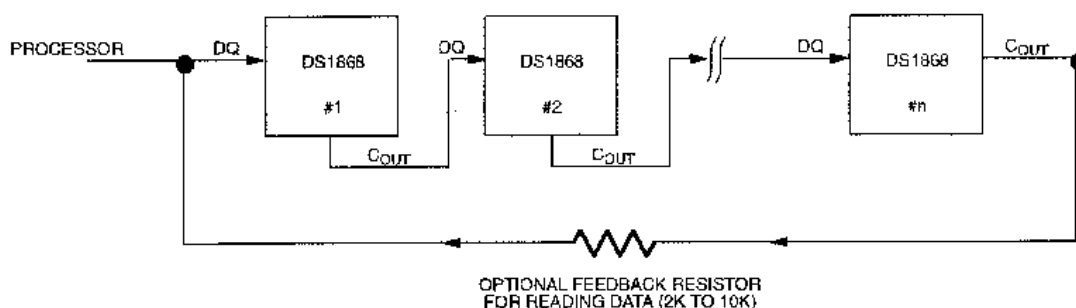 PROCESSOR
DQ
DS1868
#1
COUT
DQ
DS1868
#2
COUT
DQ
DS1868
#n
COUT
OPTIONAL FEEDBACK RESISTOR
FOR READING DATA (2K TO 10K)